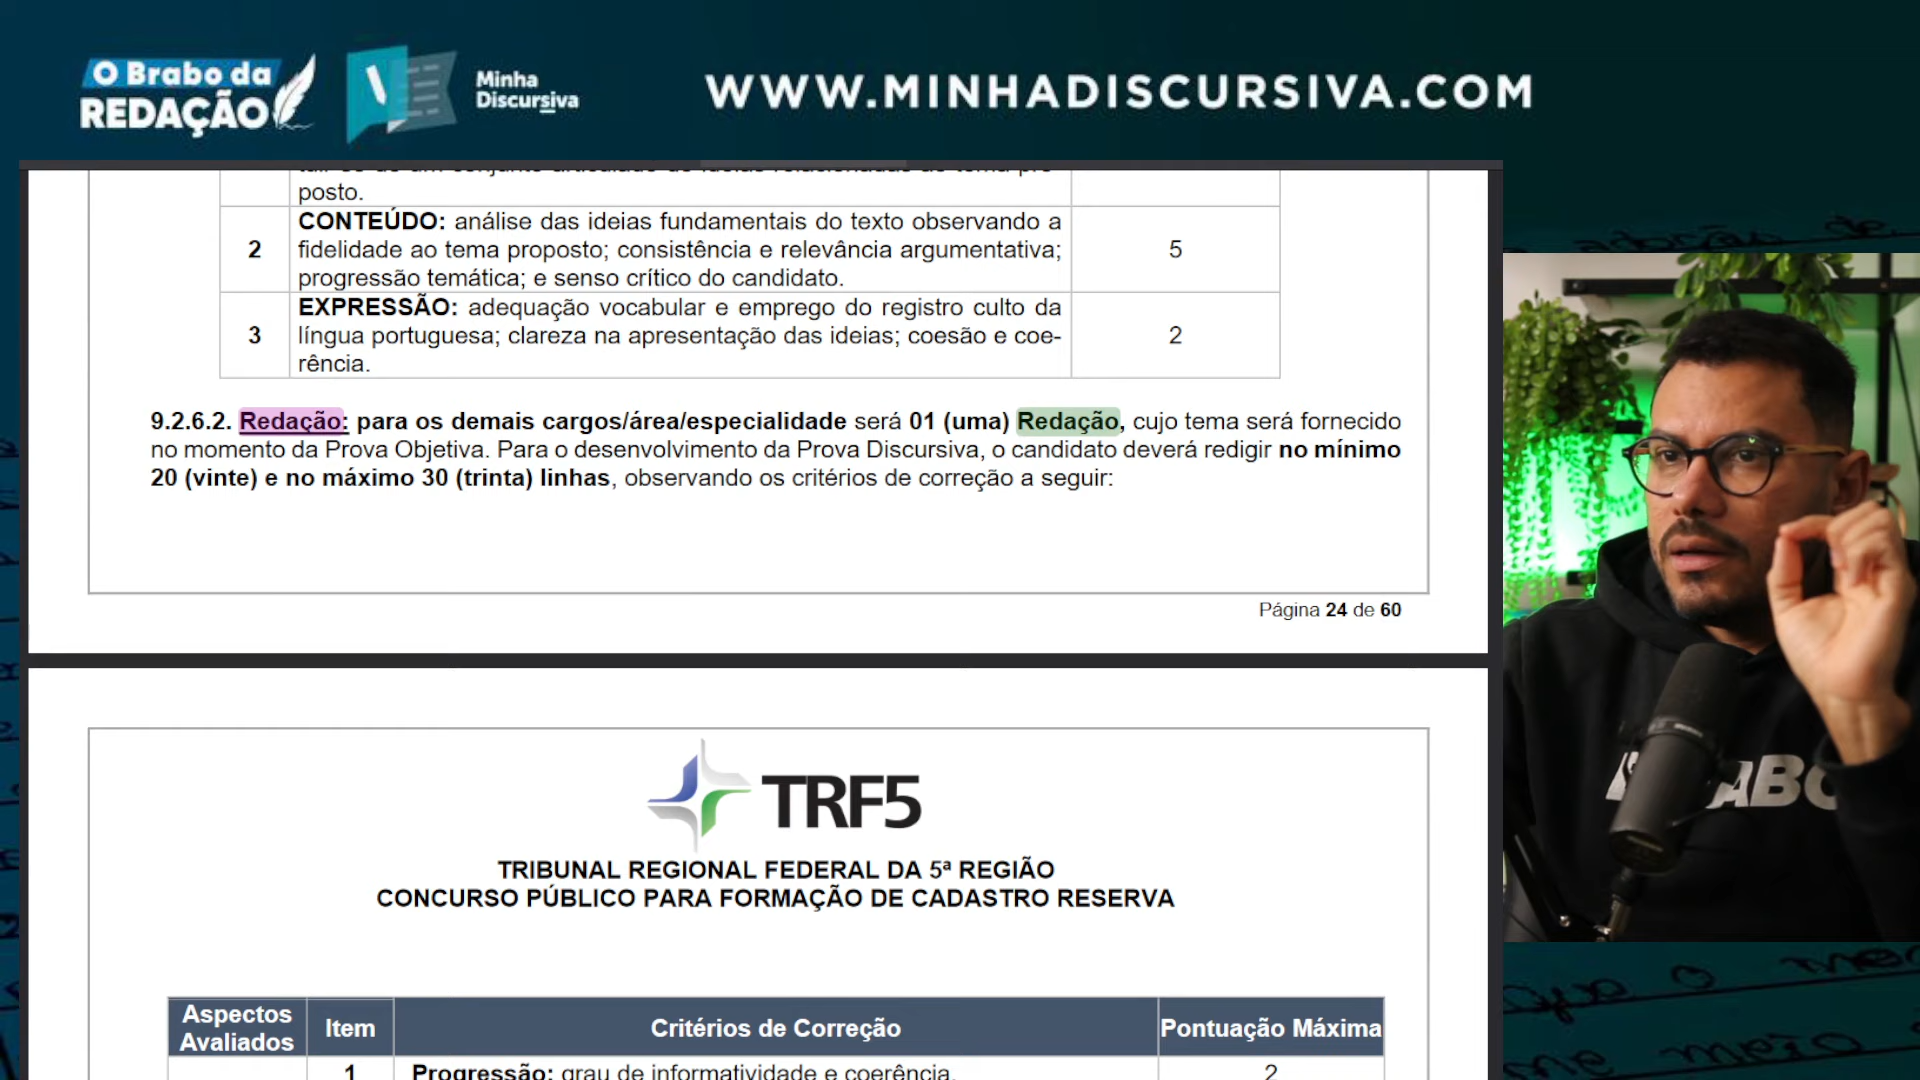 O Brabo da
REDAÇÃO
Minha
Discursiva
WWW.MINHADISCURSIVA.COM
posto.
2
CONTEÚDO: análise das ideias fundamentais do texto observando a
fidelidade ao tema proposto; consistência e relevância argumentativa;
progressão temática; e senso crítico do candidato.
5
3
EXPRESSÃO: adequação vocabular e emprego do registro culto da
língua portuguesa; clareza na apresentação das ideias; coesão e coe-
rência.
2
9.2.6.2. Redação: para os demais cargos/área/especialidade será 01 (uma) Redação, cujo tema será fornecido
no momento da Prova Objetiva. Para o desenvolvimento da Prova Discursiva, o candidato deverá redigir no mínimo
20 (vinte) e no máximo 30 (trinta) linhas, observando os critérios de correção a seguir:
Página 24 de 60
TRF5
TRIBUNAL REGIONAL FEDERAL DA 5ª REGIÃO
CONCURSO PÚBLICO PARA FORMAÇÃO DE CADASTRO RESERVA
Aspectos
Avaliados
Item
Critérios de Correção
Pontuação Máxima
1
Progressão: grau de informatividade e coerência.
2